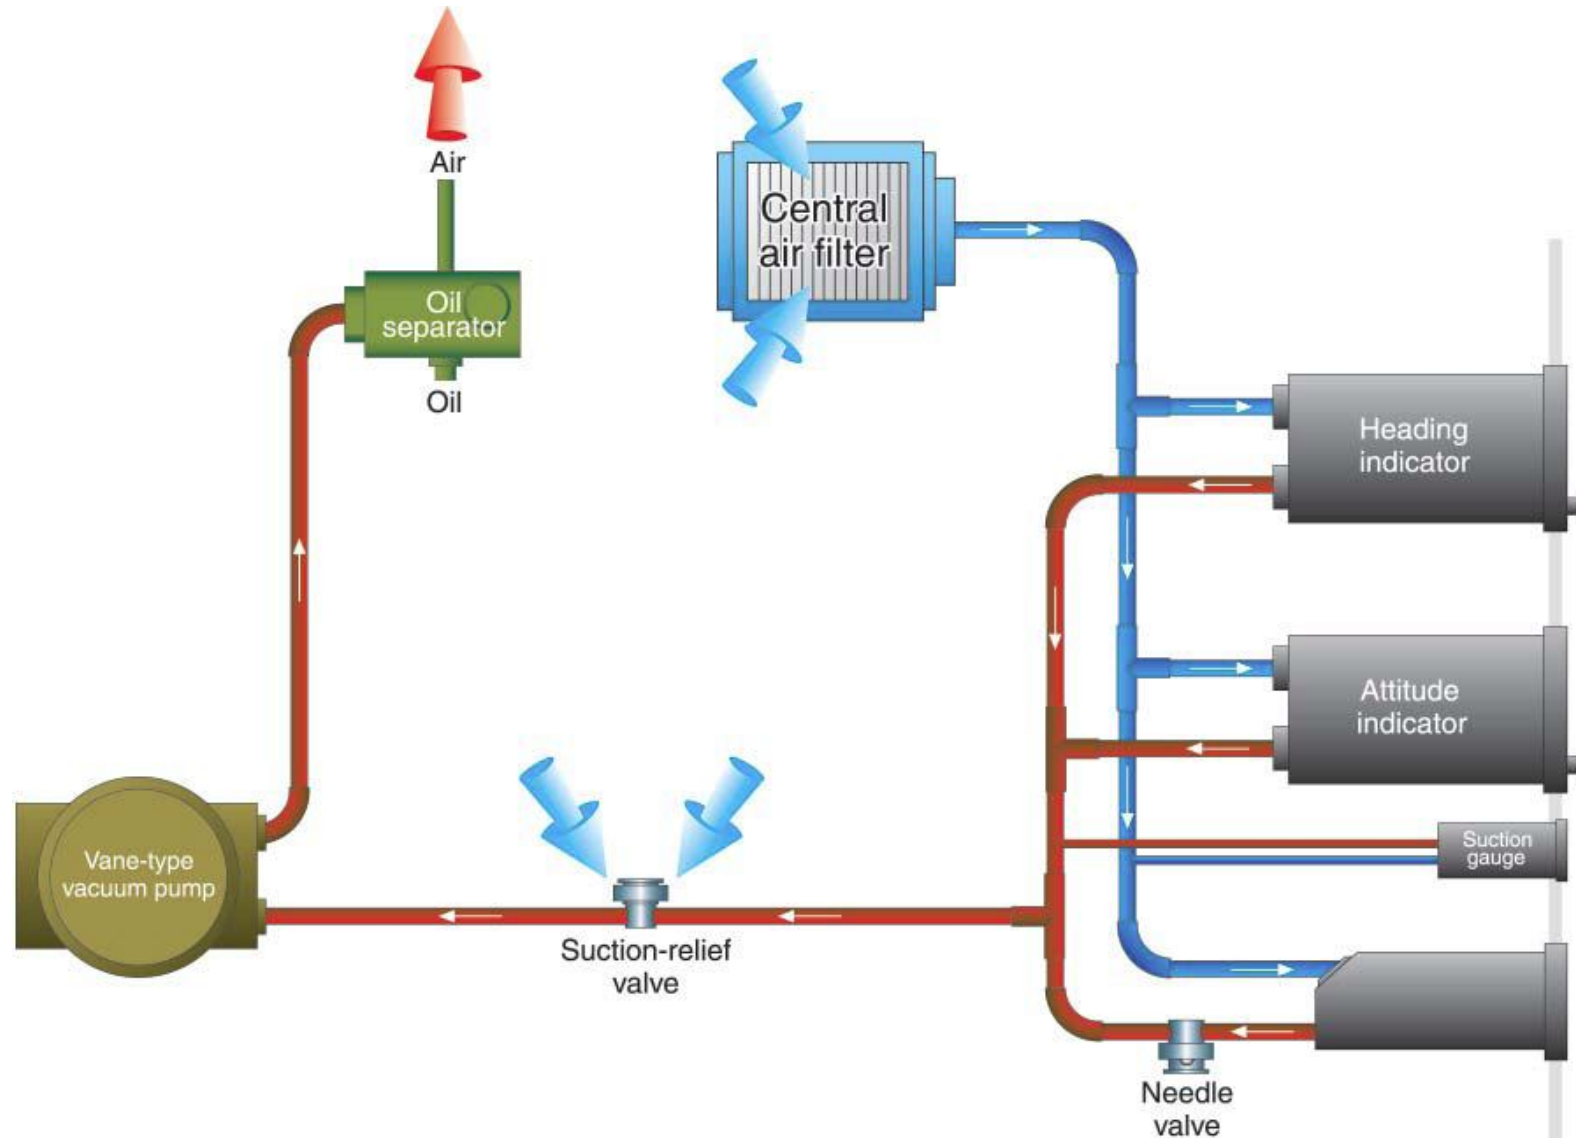 Air
Oil
separator
Oil
Central
air filter
Heading
indicator
Attitude
indicator
Suction
gauge
Vane-type
vacuum pump
Suction-relief
valve
Needle
valve